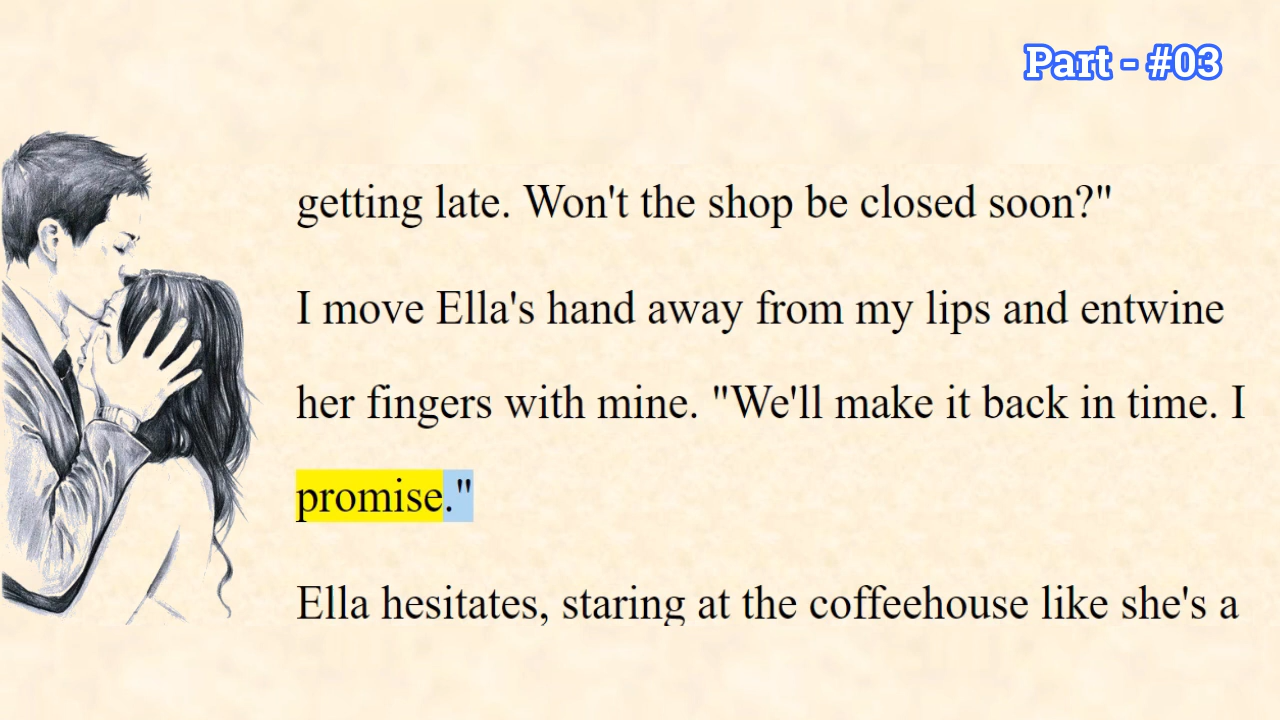 Part - #03
getting late. Won't the shop be closed soon?"
I move Ella's hand away from my lips and entwine
her fingers with mine. "We'll make it back in time. I
promise."
Ella hesitates, staring at the coffeehouse like she's a